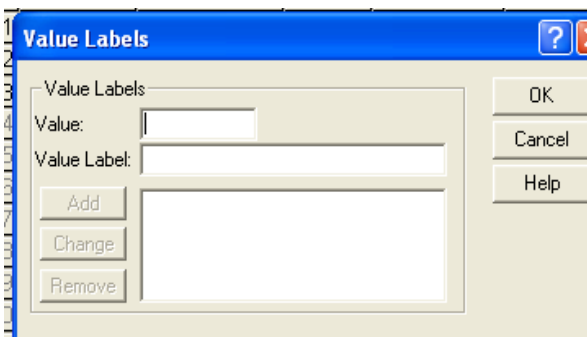 Value Labels
Value Labels
Value:
Value Label:
Add
Change
Remove
OK
Cancel
Help